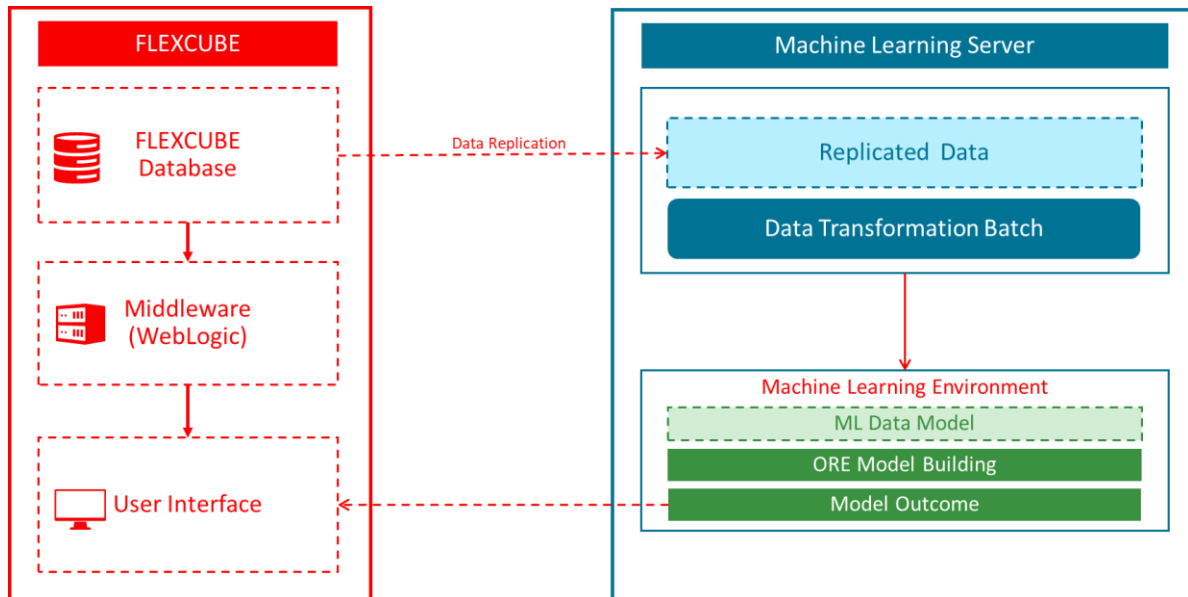 FLEXCUBE
FLEXCUBE
Database
Middleware
(WebLogic)
User Interface
Data Replication
Machine Learning Server
Replicated Data
Data Transformation Batch
Machine Learning Environment
ML Data Model
ORE Model Building
Model Outcome